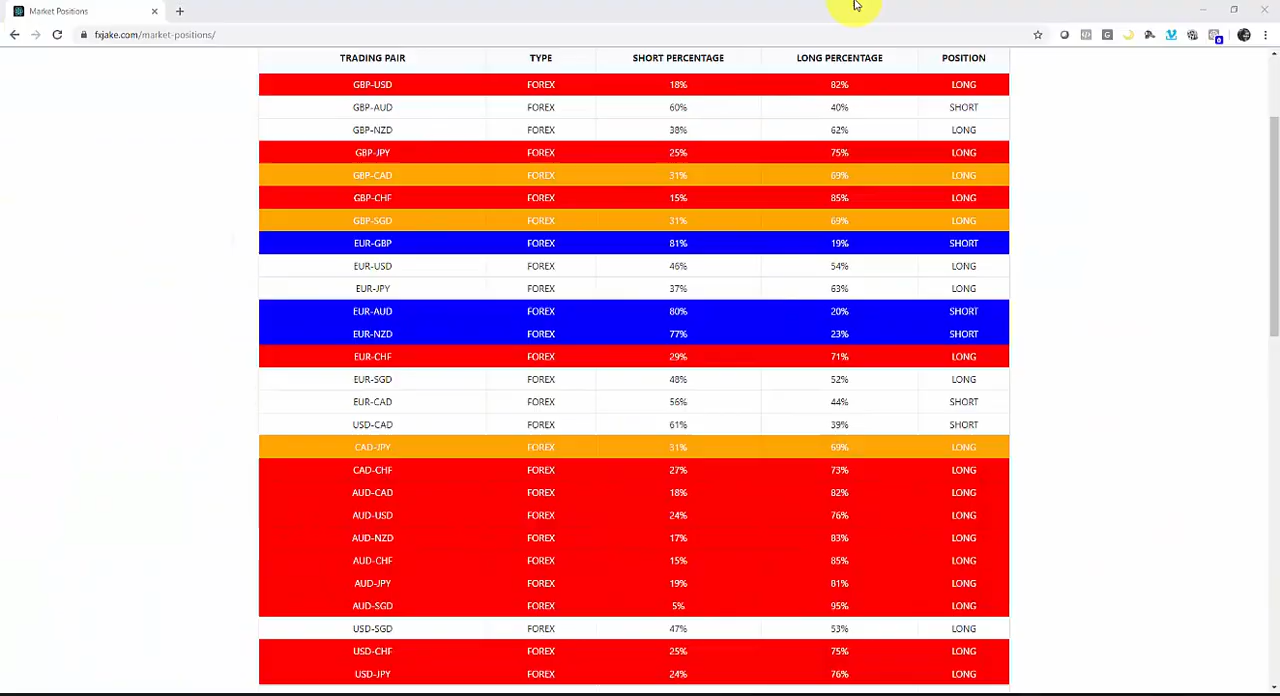 Market Positions
fxjake.com/market-positions/
TRADING PAIR TYPE SHORT PERCENTAGE LONG PERCENTAGE POSITION
GBP-USD FOREX 18% 82% LONG
GBP-AUD FOREX 60% 40% SHORT
GBP-NZD FOREX 38% 62% LONG
GBP-JPY FOREX 25% 75% LONG
GBP-CAD FOREX 31% 69% LONG
GBP-CHF FOREX 15% 85% LONG
GBP-SGD FOREX 31% 69% LONG
EUR-GBP FOREX 81% 19% SHORT
EUR-USD FOREX 46% 54% LONG
EUR-JPY FOREX 37% 63% LONG
EUR-AUD FOREX 80% 20% SHORT
EUR-NZD FOREX 77% 23% SHORT
EUR-CHF FOREX 29% 71% LONG
EUR-SGD FOREX 48% 52% LONG
EUR-CAD FOREX 56% 44% SHORT
USD-CAD FOREX 61% 39% SHORT
CAD-JPY FOREX 31% 69% LONG
CAD-CHF FOREX 27% 73% LONG
AUD-CAD FOREX 18% 82% LONG
AUD-USD FOREX 24% 76% LONG
AUD-NZD FOREX 17% 83% LONG
AUD-CHF FOREX 15% 85% LONG
AUD-JPY FOREX 19% 81% LONG
AUD-SGD FOREX 5% 95% LONG
USD-SGD FOREX 47% 53% LONG
USD-CHF FOREX 25% 75% LONG
USD-JPY FOREX 24% 76% LONG